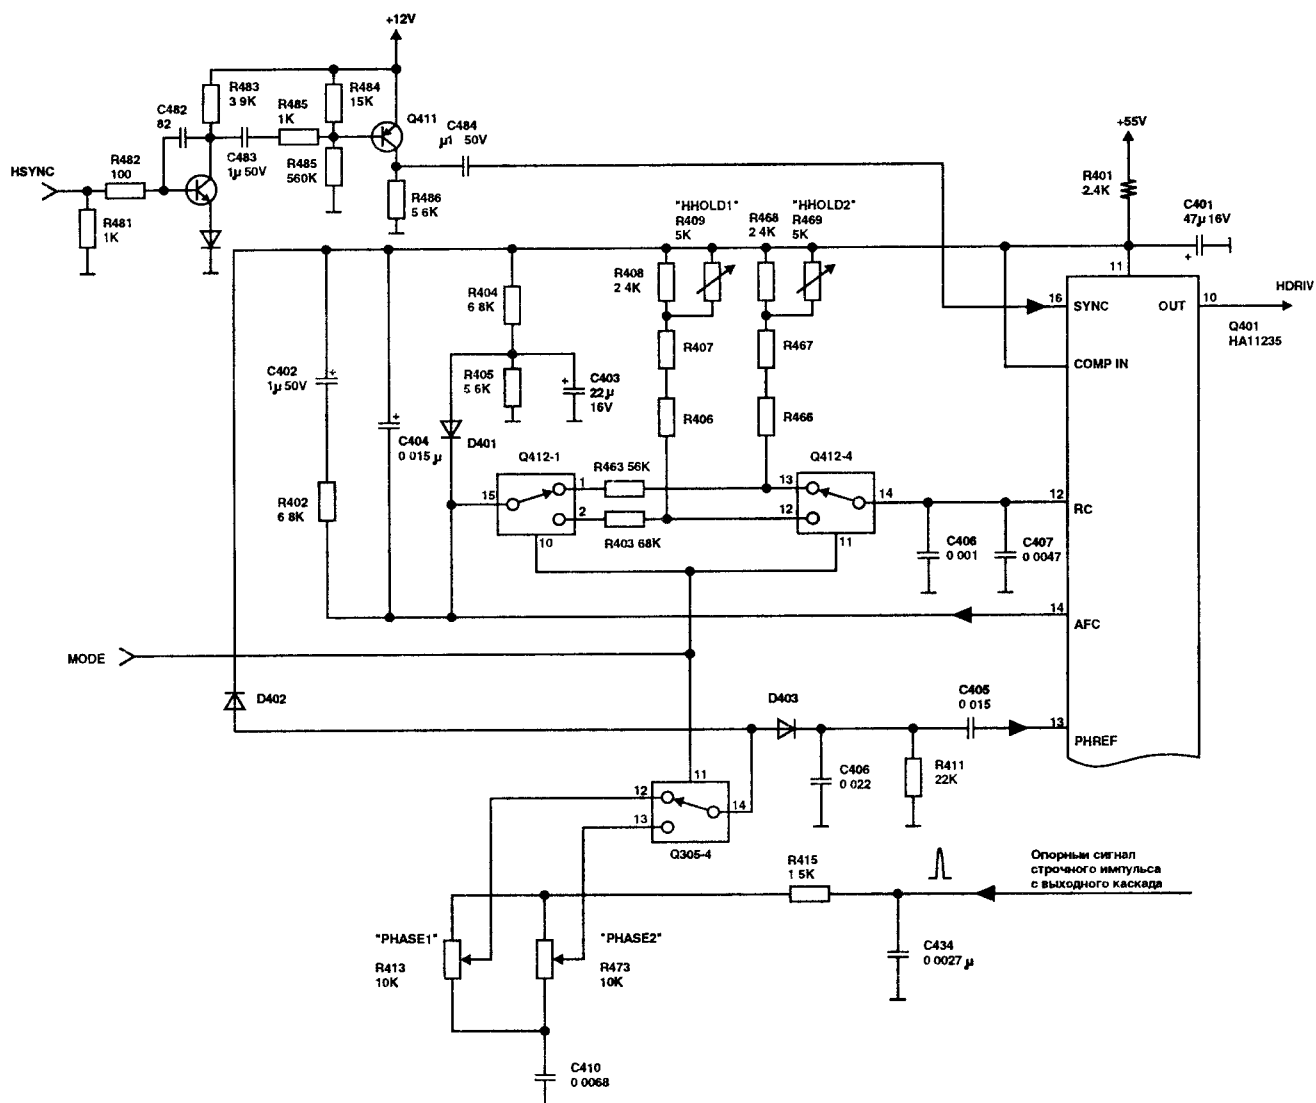 +12V
R483
3 9K
R484
15K
C482
82
R485
1K
Q411
C484
µ1 50V
+55V
R482
100
C483
1µ 50V
R485
560K
HSYNC
R401
2.4K
R481
1K
R486
5 6K
"HHOLD1"
R409
5K
R468
2 4K
"HHOLD2"
R469
5K
C401
47µ 16V
+
11
R408
2 4K
R404
6 8K
10
HDRIV
16
SYNC
OUT
Q401
HA11235
R407
R467
COMP IN
C402
1µ 50V
+
R405
5 6K
+
C403
22µ
16V
R406
R466
+
C404
0 015 µ
D401
Q412-1
Q412-4
R463 56K
1
13
15
14
12
RC
R402
6 8K
2
12
R403 68K
10
11
C406
0 001
C407
0 0047
14
AFC
MODE
D402
D403
C405
0 015
13
PHREF
11
C406
0 022
R411
22K
12
14
13
Q305-4
R415
1 5K
Опорный сигнал
строчного импульса
с выходного каскада
"PHASE1"
R413
10K
"PHASE2"
R473
10K
C434
0 0027 µ
C410
0 0068